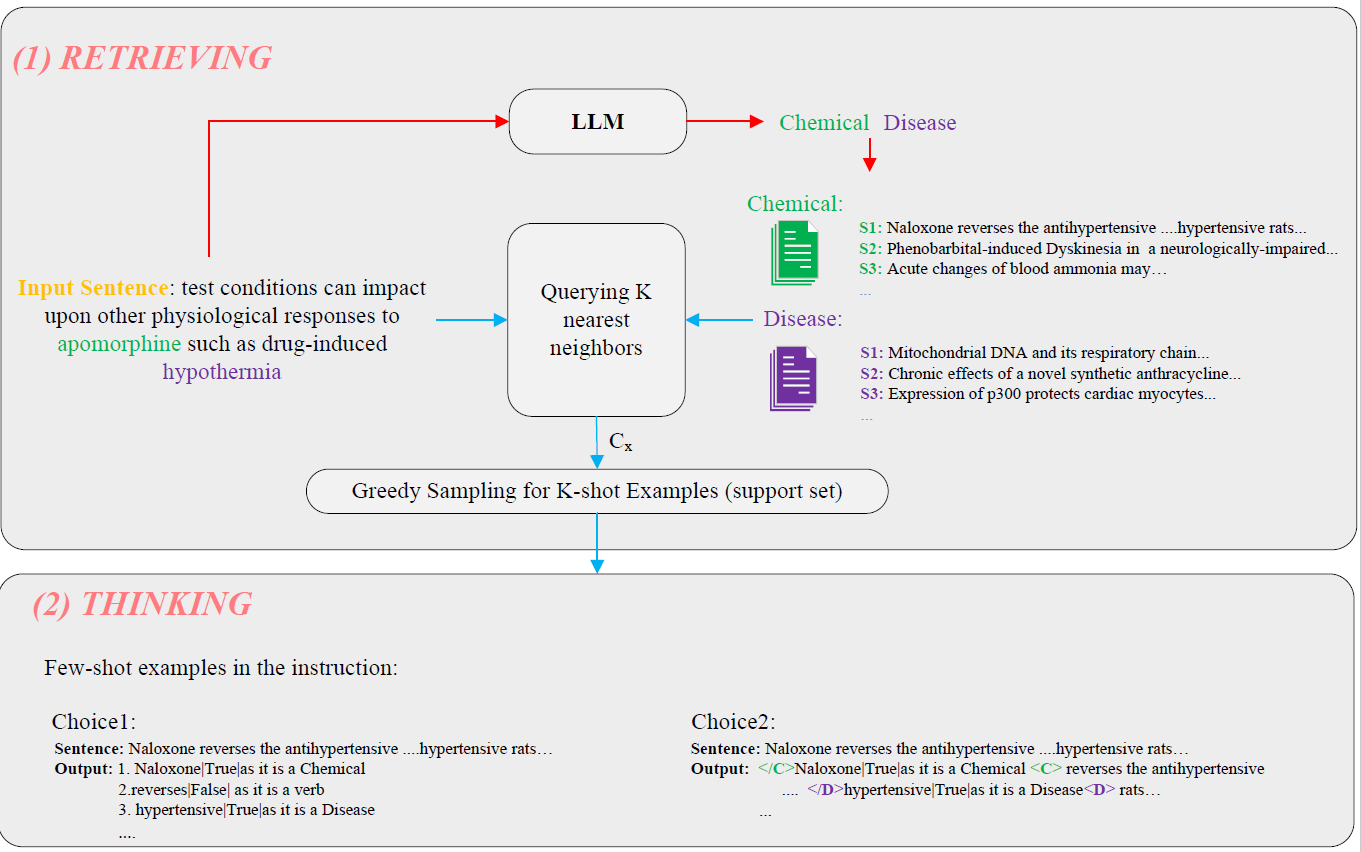 (1) RETRIEVING
LLM
Chemical Disease
Chemical:
S1: Naloxone reverses the antihypertensive ....hypertensive rats...
S2: Phenobarbital-induced Dyskinesia in a neurologically-impaired...
S3: Acute changes of blood ammonia may…
...
Input Sentence: test conditions can impact
upon other physiological responses to
apomorphine such as drug-induced
hypothermia
Querying K
nearest
neighbors
Disease:
S1: Mitochondrial DNA and its respiratory chain...
S2: Chronic effects of a novel synthetic anthracycline...
S3: Expression of p300 protects cardiac myocytes...
...
Cx
Greedy Sampling for K-shot Examples (support set)
(2) THINKING
Few-shot examples in the instruction:
Choice1:
Sentence: Naloxone reverses the antihypertensive ....hypertensive rats…
Output: 1. Naloxone|True|as it is a Chemical
2.reverses|False| as it is a verb
3. hypertensive|True|as it is a Disease
....
Choice2:
Sentence: Naloxone reverses the antihypertensive ....hypertensive rats…
Output: </C>Naloxone|True|as it is a Chemical <C> reverses the antihypertensive
.... </D>hypertensive|True|as it is a Disease<D> rats…
...